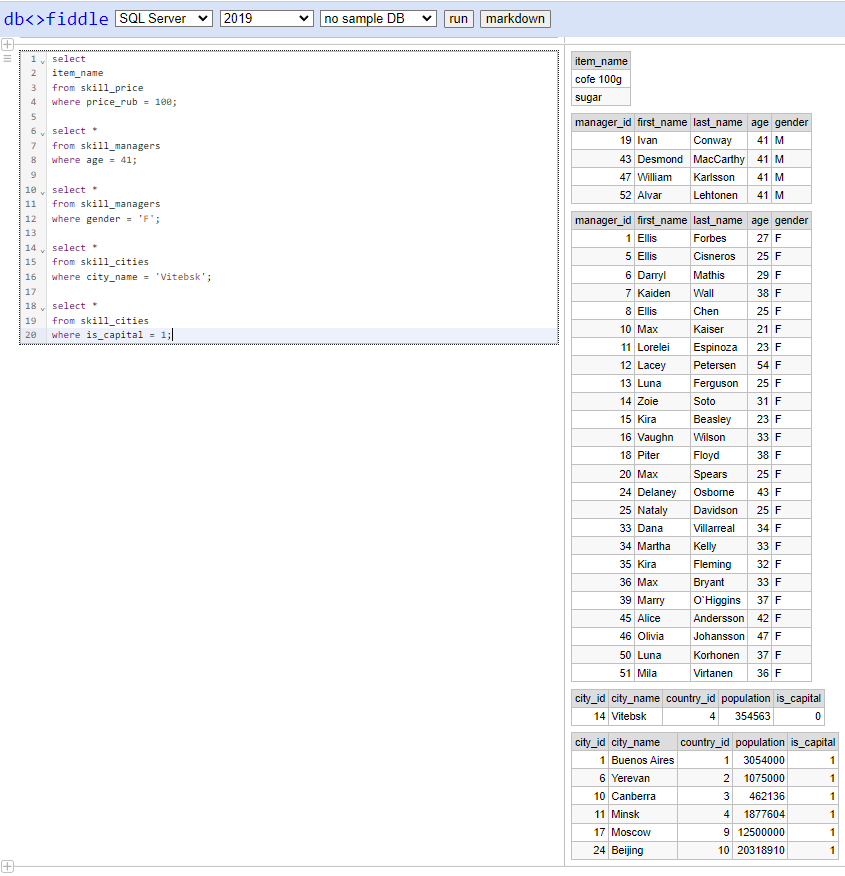 db<>fiddle SQL Server 2019 no sample DB run markdown
1 select
2 item_name
3 from skill_price
4 where price_rub = 100;
5
6 select *
7 from skill_managers
8 where age = 41;
9
10 select *
11 from skill_managers
12 where gender = 'F';
13
14 select *
15 from skill_cities
16 where city_name = 'Vitebsk';
17
18 select *
19 from skill_cities
20 where is_capital = 1;
item_name
cofe 100g
sugar
manager_id first_name last_name age gender
19 Ivan Conway 41 M
43 Desmond MacCarthy 41 M
47 William Karlsson 41 M
52 Alvar Lehtonen 41 M
manager_id first_name last_name age gender
1 Ellis Forbes 27 F
5 Ellis Cisneros 25 F
6 Darryl Mathis 29 F
7 Kaiden Wall 38 F
8 Ellis Chen 25 F
10 Max Kaiser 21 F
11 Lorelei Espinoza 23 F
12 Lacey Petersen 54 F
13 Luna Ferguson 25 F
14 Zoie Soto 31 F
15 Kira Beasley 23 F
16 Vaughn Wilson 33 F
18 Piter Floyd 38 F
20 Max Spears 25 F
24 Delaney Osborne 43 F
25 Nataly Davidson 25 F
33 Dana Villarreal 34 F
34 Martha Kelly 33 F
35 Kira Fleming 32 F
36 Max Bryant 33 F
39 Marry O`Higgins 37 F
45 Alice Andersson 42 F
46 Olivia Johansson 47 F
50 Luna Korhonen 37 F
51 Mila Virtanen 36 F
city_id city_name country_id population is_capital
14 Vitebsk 4 354563 0
city_id city_name country_id population is_capital
1 Buenos Aires 1 3054000 1
6 Yerevan 2 1075000 1
10 Canberra 3 462136 1
11 Minsk 4 1877604 1
17 Moscow 9 12500000 1
24 Beijing 10 20318910 1